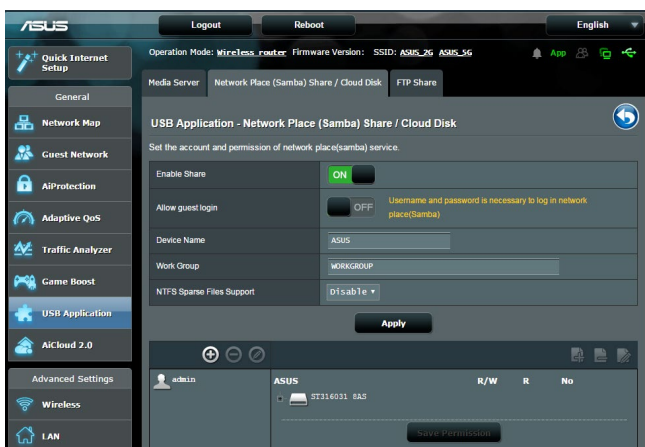 ASUS Logout Reboot English
Quick Internet Setup
Operation Mode: Wireless router Firmware Version: SSID: ASUS_2G ASUS_5G App
Media Server Network Place (Samba) Share / Cloud Disk FTP Share
General
Network Map
Guest Network
AiProtection
Adaptive QoS
Traffic Analyzer
Game Boost
USB Application
AiCloud 2.0
Advanced Settings
Wireless
LAN
USB Application - Network Place (Samba) Share / Cloud Disk
Set the account and permission of network place(samba) service.
Enable Share ON
Allow guest login OFF Username and password is necessary to log in network place(Samba)
Device Name ASUS
Work Group WORKGROUP
NTFS Sparse Files Support Disable
Apply
admin ASUS R/W R No
ST316031 8AS
Save Permission